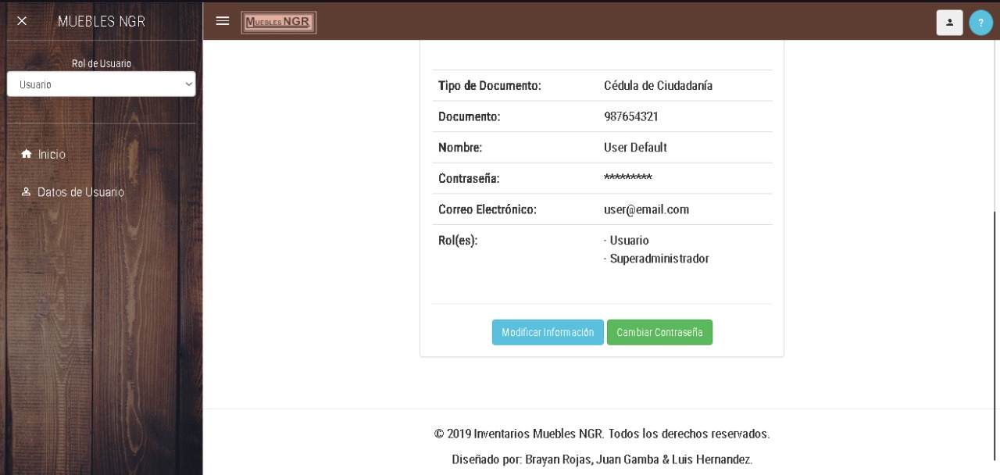 MUEBLES NGR
Rol de Usuario
Usuario
Inicio
Datos de Usuario
MUEBLES NGR
?
Tipo de Documento: Cédula de Ciudadanía
Documento: 987654321
Nombre: User Default
Contraseña: *********
Correo Electrónico: user@email.com
Rol(es): - Usuario
- Superadministrador
Modificar Información Cambiar Contraseña
© 2019 Inventarios Muebles NGR. Todos los derechos reservados.
Diseñado por: Brayan Rojas, Juan Gamba & Luis Hernandez.